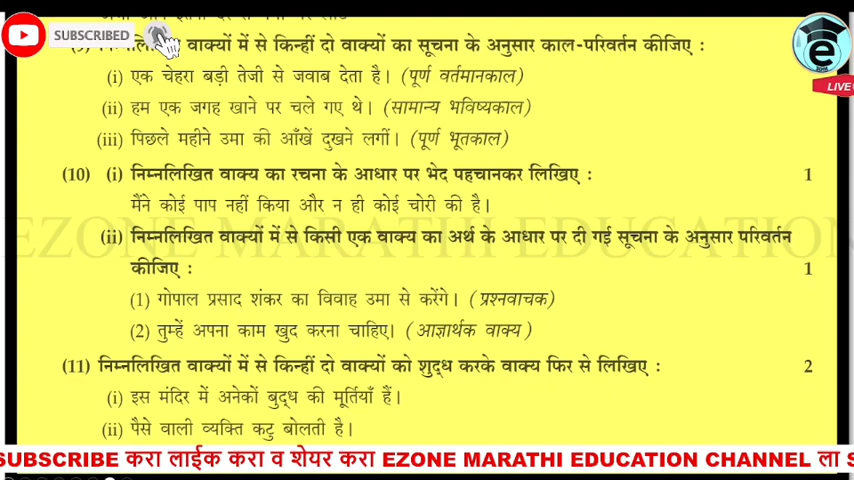 SUBSCRIBED
वाक्यों में से किन्हीं दो वाक्यों का सूचना के अनुसार काल-परिवर्तन कीजिए :
(i) एक चेहरा बड़ी तेजी से जवाब देता है। (पूर्ण वर्तमानकाल)
(ii) हम एक जगह खाने पर चले गए थे। (सामान्य भविष्यकाल)
(iii) पिछले महीने उमा की आँखें दुखने लगीं। (पूर्ण भूतकाल)
(10) (i) निम्नलिखित वाक्य का रचना के आधार पर भेद पहचानकर लिखिए : 1
मैंने कोई पाप नहीं किया और न ही कोई चोरी की है।
EZONE MARATHI EDUCATION
(ii) निम्नलिखित वाक्यों में से किसी एक वाक्य का अर्थ के आधार पर दी गई सूचना के अनुसार परिवर्तन
कीजिए : 1
(1) गोपाल प्रसाद शंकर का विवाह उमा से करेंगे। (प्रश्नवाचक)
(2) तुम्हें अपना काम खुद करना चाहिए। (आज्ञार्थक वाक्य)
(11) निम्नलिखित वाक्यों में से किन्हीं दो वाक्यों को शुद्ध करके वाक्य फिर से लिखिए : 2
(i) इस मंदिर में अनेकों बुद्ध की मूर्तियाँ हैं।
(ii) पैसे वाली व्यक्ति कटु बोलती है।
SUBSCRIBE करा लाईक करा व शेयर करा EZONE MARATHI EDUCATION CHANNEL ला S
e
LIVE